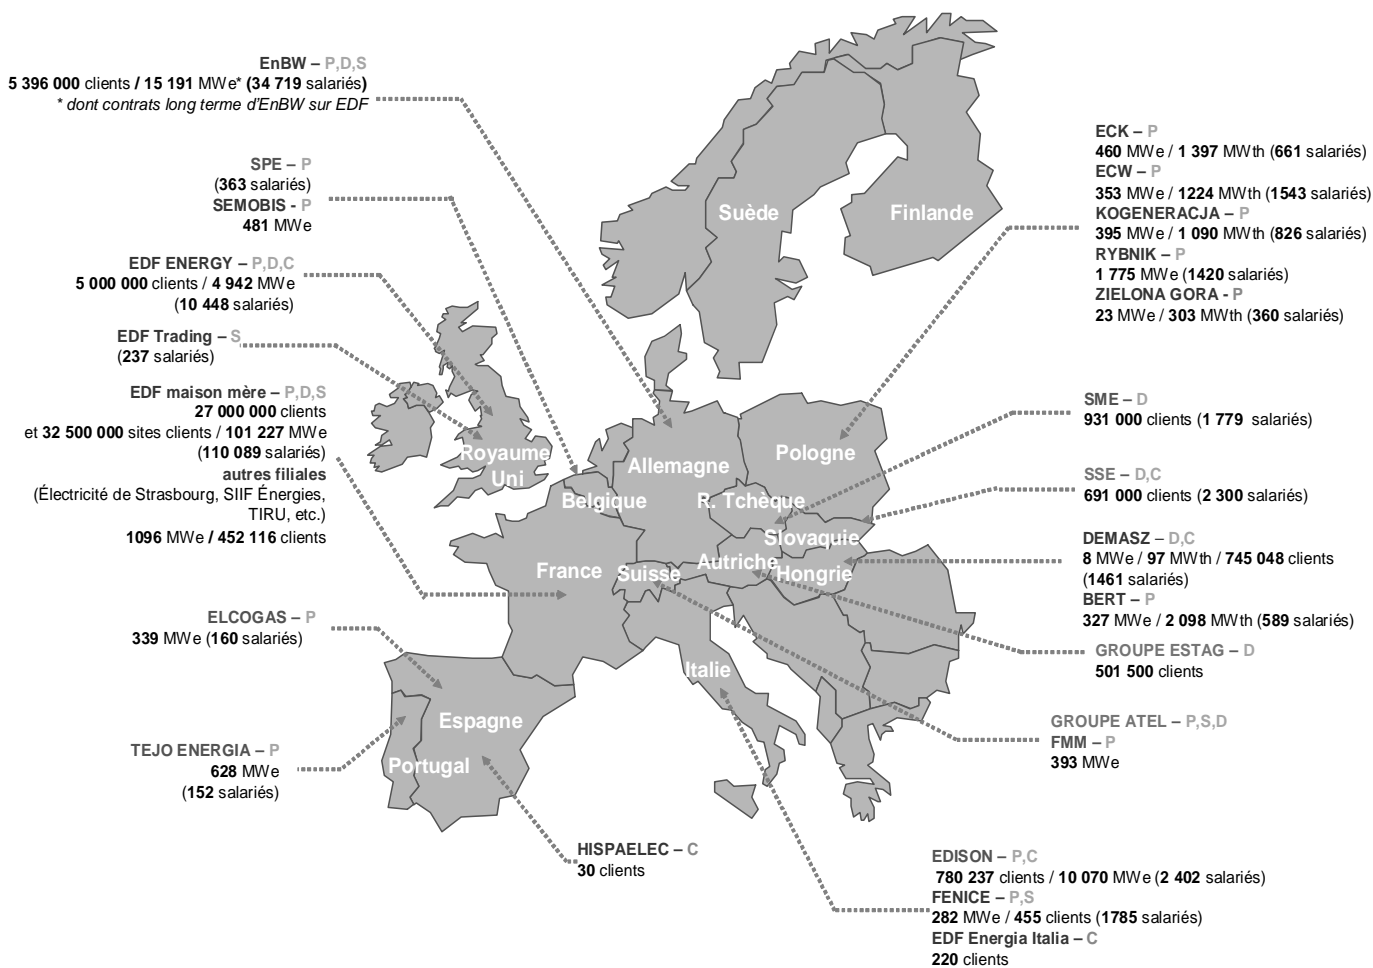 EnBW – P,D,S
5 396 000 clients / 15 191 MWe* (34 719 salariés)
* dont contrats long terme d'EnBW sur EDF
SPE – P
(363 salariés)
SEMOBIS - P
481 MWe
EDF ENERGY – P,D,C
5 000 000 clients / 4 942 MWe
(10 448 salariés)
EDF Trading – S
(237 salariés)
EDF maison mère – P,D,S
27 000 000 clients
et 32 500 000 sites clients / 101 227 MWe
(110 089 salariés)
autres filiales
(Électricité de Strasbourg, SIIF Énergies,
TIRU, etc.)
1096 MWe / 452 116 clients
ELCOGAS – P
339 MWe (160 salariés)
TEJO ENERGIA – P
628 MWe
(152 salariés)
HISPAELEC – C
30 clients
Suède
Finlande
Royaume
Uni
Allemagne
Pologne
Belgique
R. Tchèque
Slovaquie
France
Suisse
Autriche
Hongrie
Italie
Espagne
Portugal
ECK – P
460 MWe / 1 397 MWth (661 salariés)
ECW – P
353 MWe / 1224 MWth (1543 salariés)
KOGENERACJA – P
395 MWe / 1 090 MWth (826 salariés)
RYBNIK – P
1 775 MWe (1420 salariés)
ZIELONA GORA - P
23 MWe / 303 MWth (360 salariés)
SME – D
931 000 clients (1 779 salariés)
SSE – D,C
691 000 clients (2 300 salariés)
DEMASZ – D,C
8 MWe / 97 MWth / 745 048 clients
(1461 salariés)
BERT – P
327 MWe / 2 098 MWth (589 salariés)
GROUPE ESTAG – D
501 500 clients
GROUPE ATEL – P,S,D
FMM – P
393 MWe
EDISON – P,C
780 237 clients / 10 070 MWe (2 402 salariés)
FENICE – P,S
282 MWe / 455 clients (1785 salariés)
EDF Energia Italia – C
220 clients